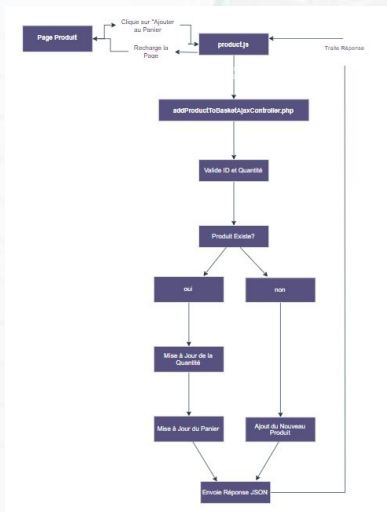 Page Produit
Clique sur "Ajouter
au Panier
Recharge la
Page
product.js
Traite Réponse
addProductToBasketAjaxController.php
Valide ID et Quantité
Produit Existe?
oui
non
Mise à Jour de la
Quantité
Mise à Jour du Panier
Ajout du Nouveau
Produit
Envoie Réponse JSON